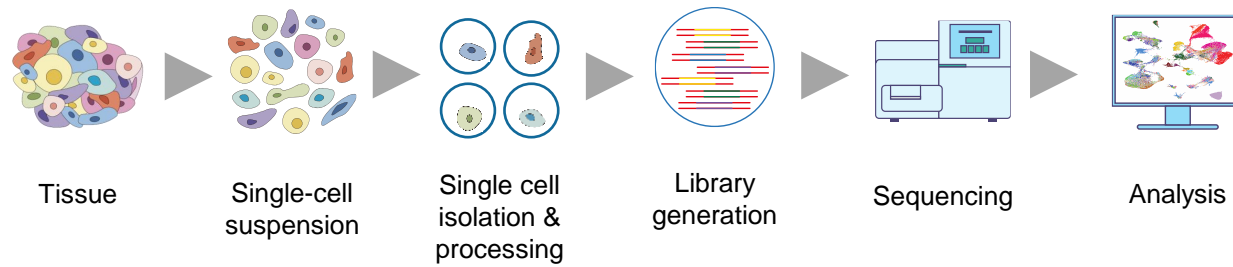 Tissue
Single-cell
suspension
Single cell
isolation &
processing
Library
generation
Sequencing
Analysis